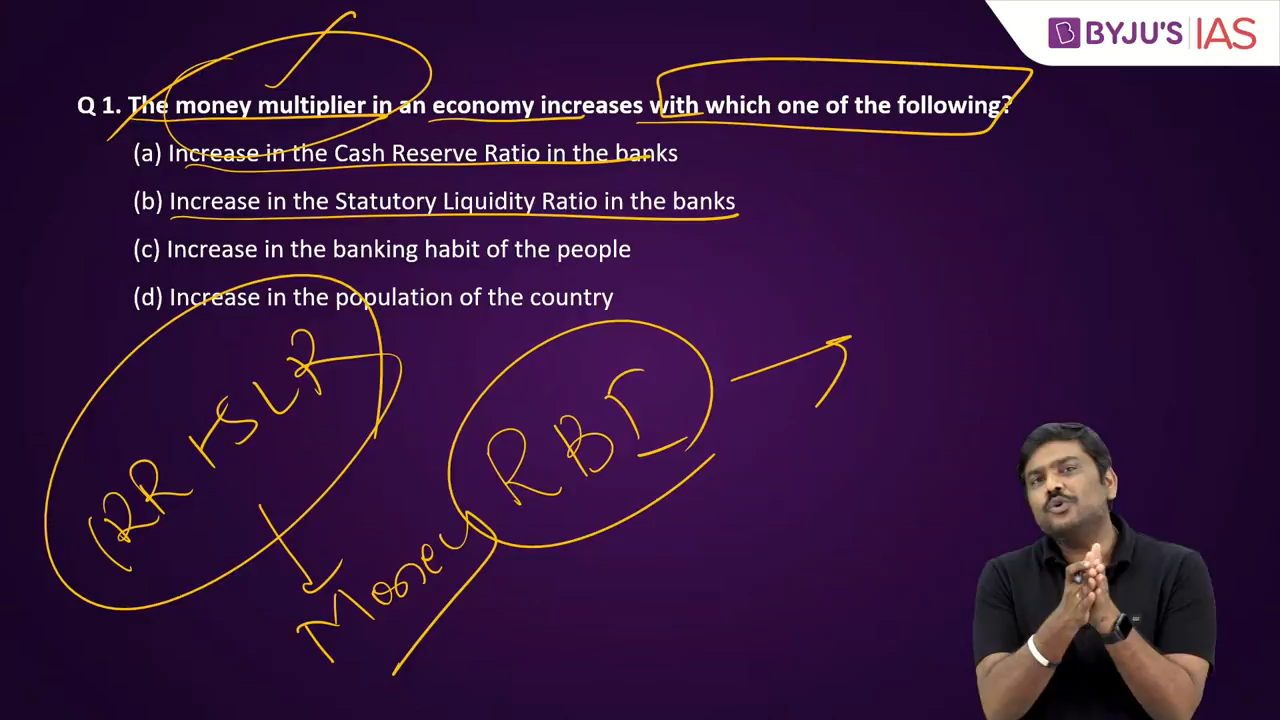 BYJU'S IAS
Q 1. The money multiplier in an economy increases with which one of the following?
(a) Increase in the Cash Reserve Ratio in the banks
(b) Increase in the Statutory Liquidity Ratio in the banks
(c) Increase in the banking habit of the people
(d) Increase in the population of the country
SLR
RBI
Money